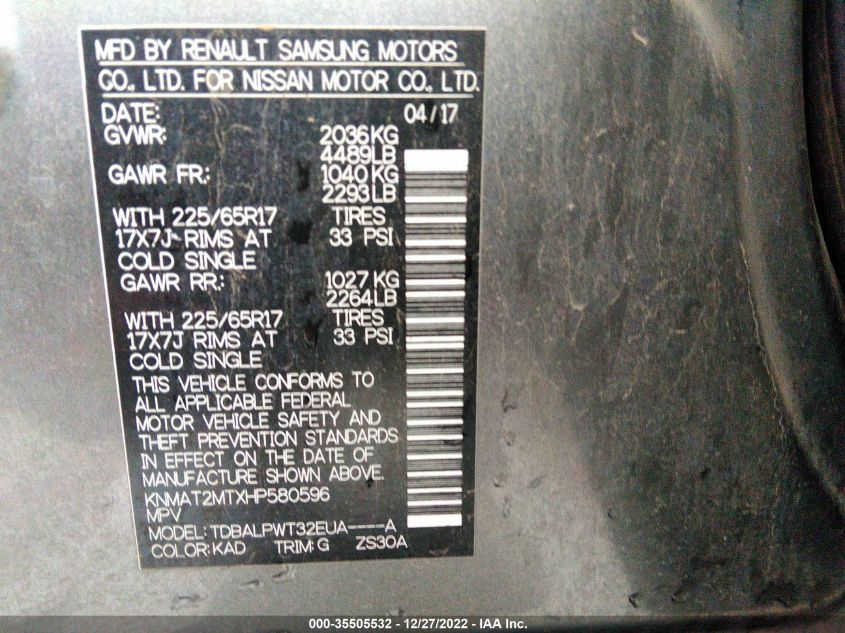 MFD BY RENAULT SAMSUNG MOTORS
CO., LTD. FOR NISSAN MOTOR CO., LTD.
DATE: 04/17
GVWR: 2036KG
4489LB
GAWR FR.: 1040KG
2293LB
WITH 225/65R17 TIRES
17X7J RIMS AT 33 PSI
COLD SINGLE
GAWR RR.: 1027KG
2264LB
WITH 225/65R17 TIRES
17X7J RIMS AT 33 PSI
COLD SINGLE
THIS VEHICLE CONFORMS TO
ALL APPLICABLE FEDERAL
MOTOR VEHICLE SAFETY AND
THEFT PREVENTION STANDARDS
IN EFFECT ON THE DATE OF
MANUFACTURE SHOWN ABOVE.
KNMAT2MTXHP580596
MPV
MODEL: TDBALPWT32EUA----A
COLOR: KAD TRIM: G ZS30A
000-35505532 - 12/27/2022 - IAA Inc.